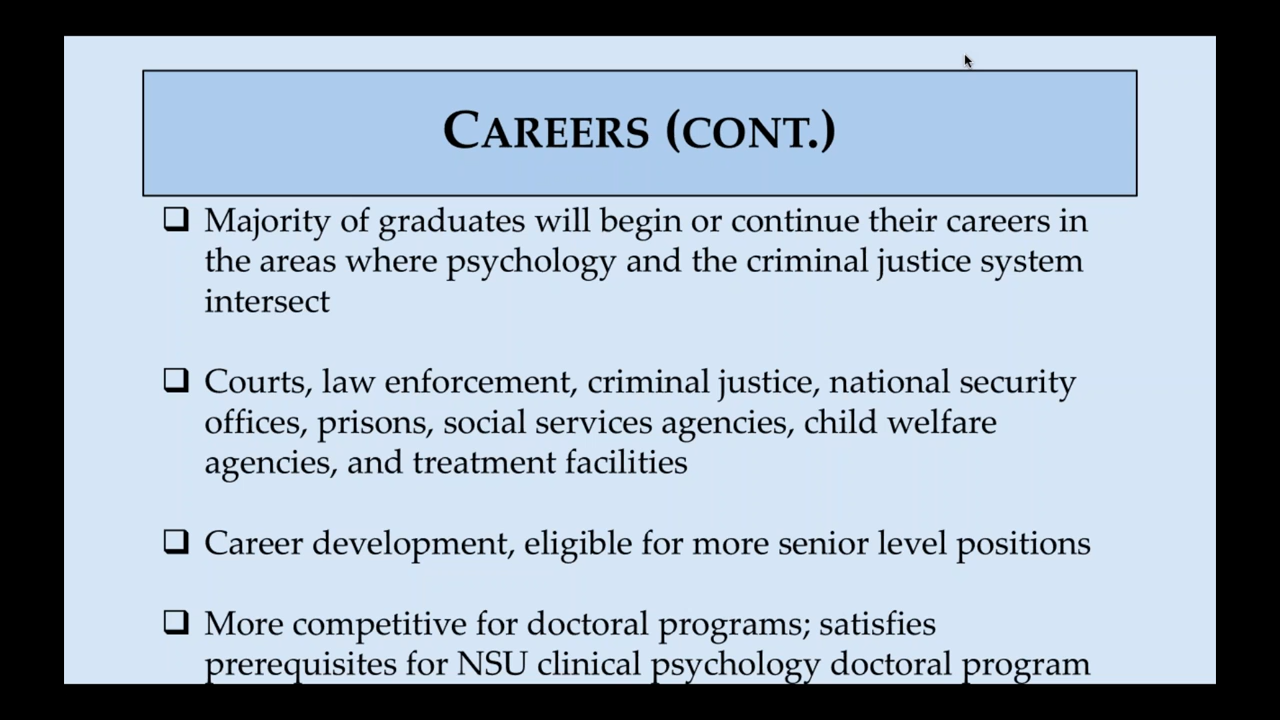 CAREERS (CONT.)
❑ Majority of graduates will begin or continue their careers in
the areas where psychology and the criminal justice system
intersect
❑ Courts, law enforcement, criminal justice, national security
offices, prisons, social services agencies, child welfare
agencies, and treatment facilities
❑ Career development, eligible for more senior level positions
❑ More competitive for doctoral programs; satisfies
prerequisites for NSU clinical psychology doctoral program